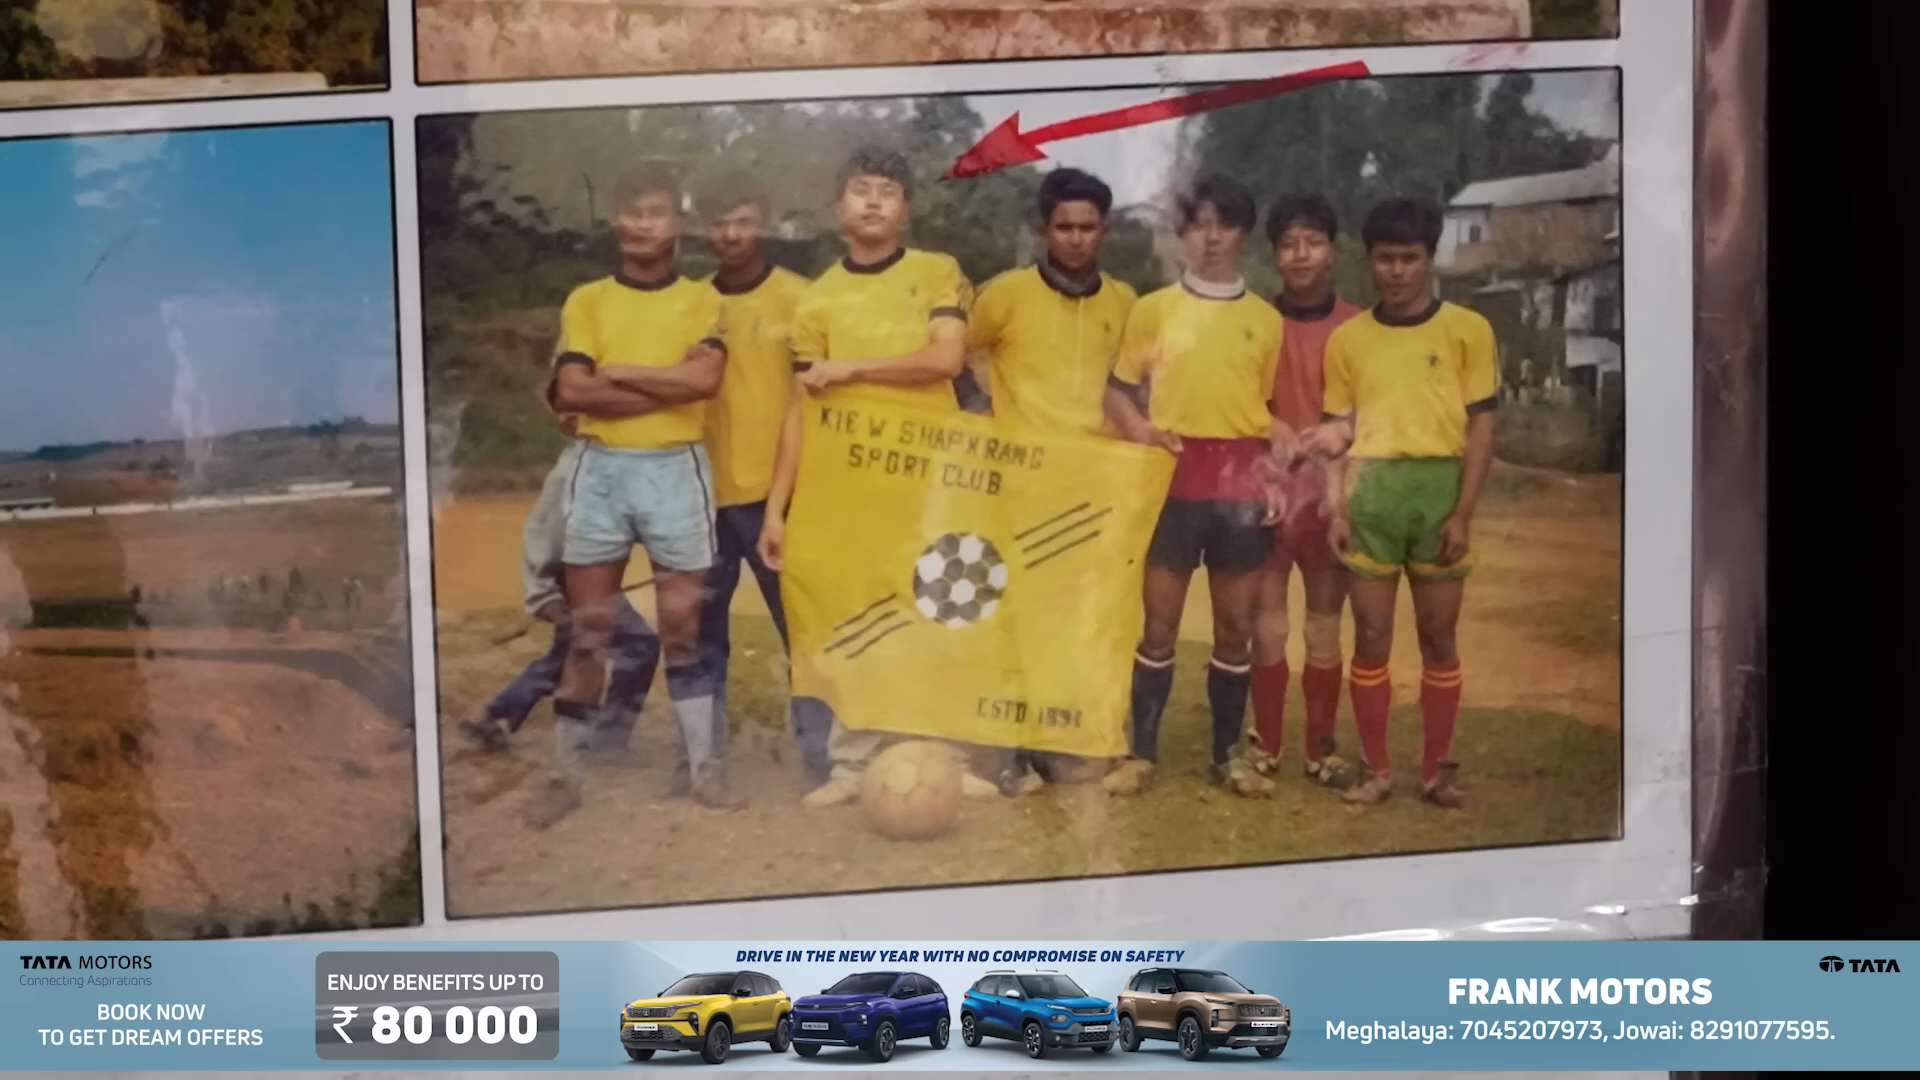 KIEW SHAPKRANG
SPORT CLUB
ESTD
TATA MOTORS
Connecting Aspirations
BOOK NOW
TO GET DREAM OFFERS
ENJOY BENEFITS UP TO
₹ 80 000
DRIVE IN THE NEW YEAR WITH NO COMPROMISE ON SAFETY
TATA
FRANK MOTORS
Meghalaya: 7045207973, Jowai: 8291077595.